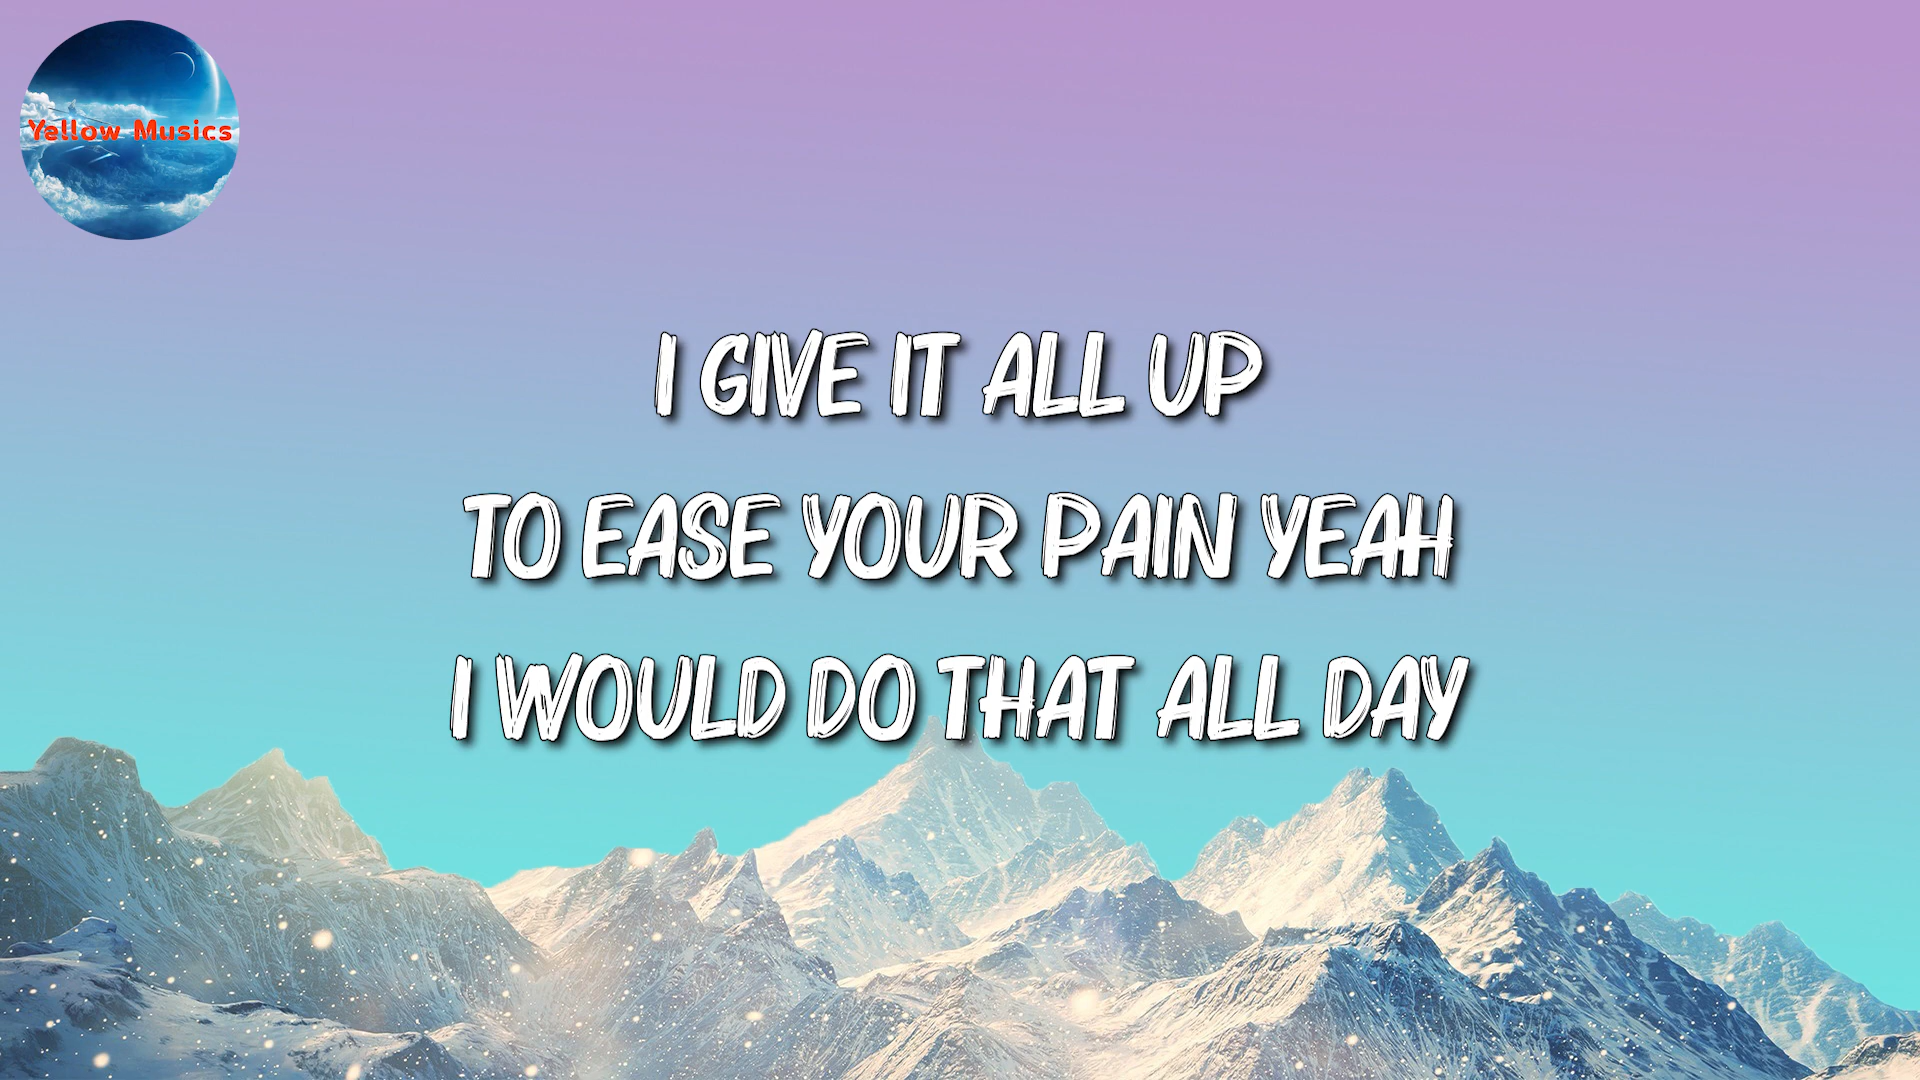 Yellow Musics
I GIVE IT ALL UP
TO EASE YOUR PAIN YEAH
I WOULD DO THAT ALL DAY